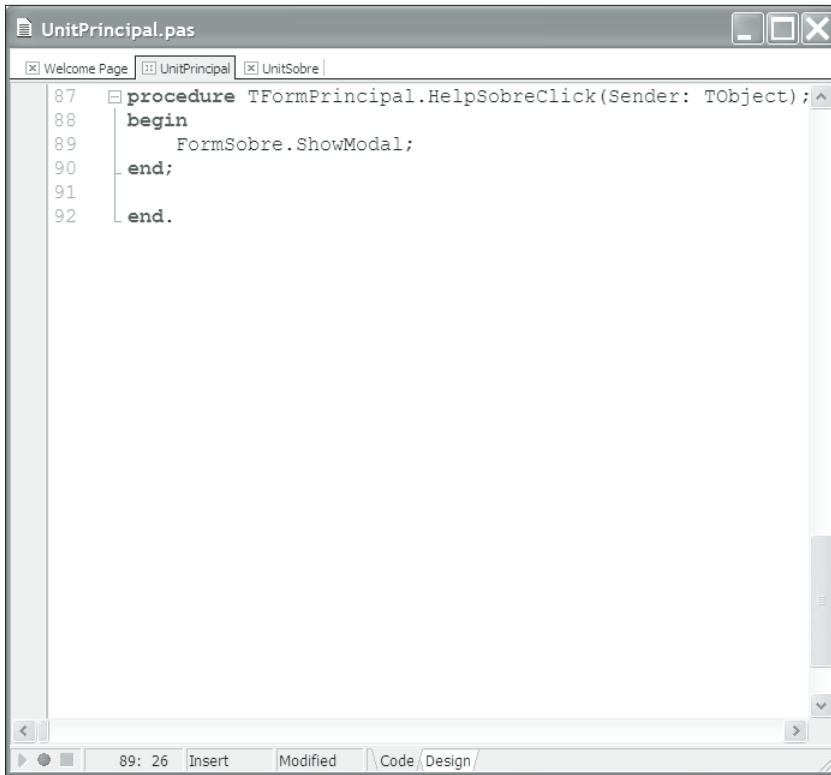 UnitPrincipal.pas
Welcome Page UnitPrincipal UnitSobre
87 procedure TFormPrincipal.HelpSobreClick(Sender: TObject);
88 begin
89 FormSobre.ShowModal;
90 end;
91
92 end.
89: 26 Insert Modified Code Design